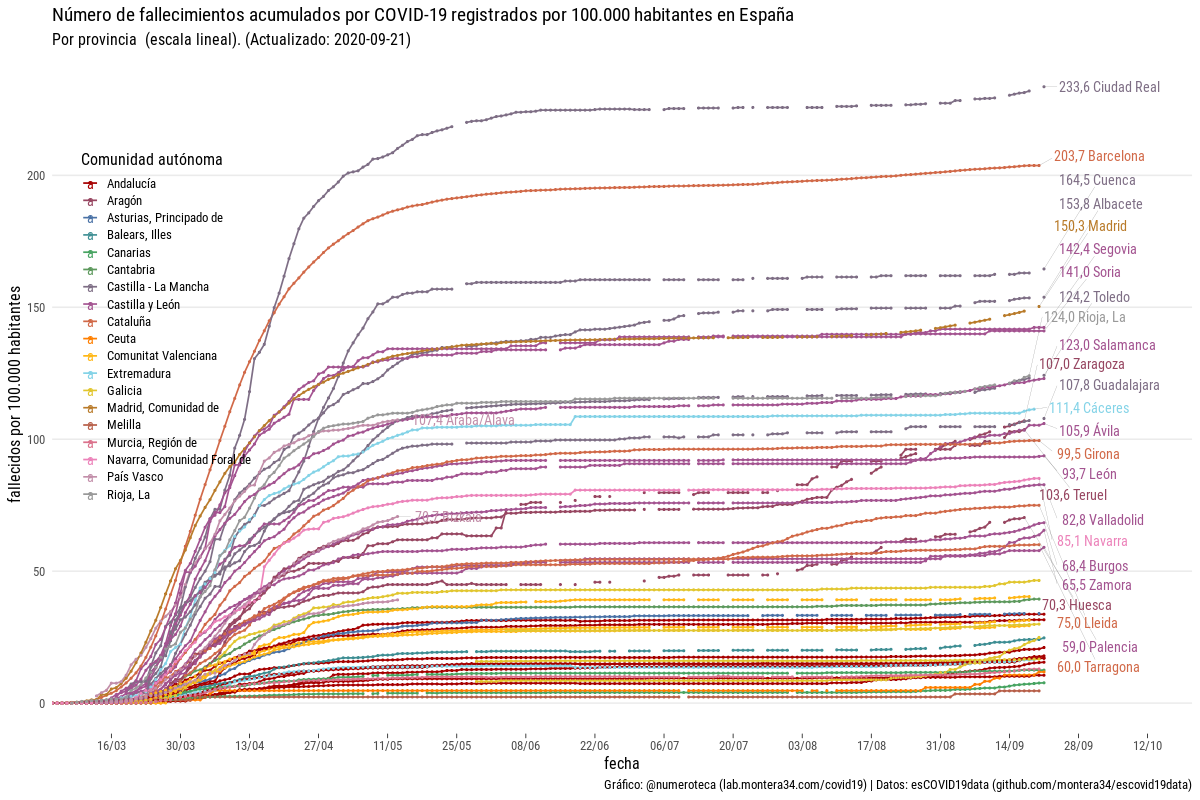 Número de fallecimientos acumulados por COVID-19 registrados por 100.000 habitantes en España
Por provincia (escala lineal). (Actualizado: 2020-09-21)
fallecidos por 100.000 habitantes
200
150
100
50
0
Comunidad autónoma
Andalucía
Aragón
Asturias, Principado de
Balears, Illes
Canarias
Cantabria
Castilla - La Mancha
Castilla y León
Cataluña
Ceuta
Comunitat Valenciana
Extremadura
Galicia
Madrid, Comunidad de
Melilla
Murcia, Región de
Navarra, Comunidad Foral de
País Vasco
Rioja, La
107,4 Araba/Álava
233,6 Ciudad Real
203,7 Barcelona
164,5 Cuenca
153,8 Albacete
150,3 Madrid
142,4 Segovia
141,0 Soria
124,2 Toledo
124,0 Rioja, La
123,0 Salamanca
107,0 Zaragoza
107,8 Guadalajara
111,4 Cáceres
105,9 Ávila
99,5 Girona
93,7 León
103,6 Teruel
82,8 Valladolid
85,1 Navarra
68,4 Burgos
65,5 Zamora
70,3 Huesca
75,0 Lleida
59,0 Palencia
60,0 Tarragona
16/03
30/03
13/04
27/04
11/05
25/05
08/06
22/06
06/07
20/07
03/08
17/08
31/08
14/09
28/09
12/10
fecha
Gráfico: @numeroteca (lab.montera34.com/covid19) | Datos: esCOVID19data (github.com/montera34/escovid19data)